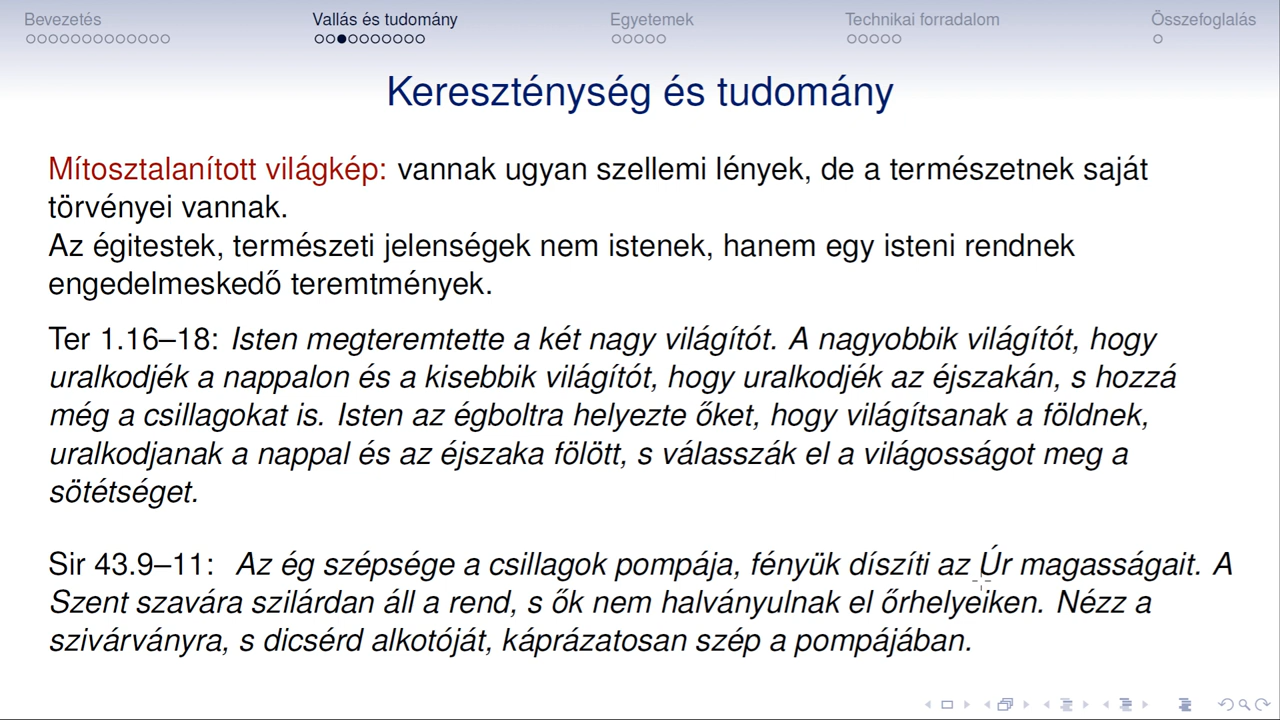 Bevezetés Vallás és tudomány Egyetemek Technikai forradalom Összefoglalás
Kereszténység és tudomány
Mítosztalanított világkép: vannak ugyan szellemi lények, de a természetnek saját
törvényei vannak.
Az égitestek, természeti jelenségek nem istenek, hanem egy isteni rendnek
engedelmeskedő teremtmények.
Ter 1.16–18: Isten megteremtette a két nagy világítót. A nagyobbik világítót, hogy
uralkodjék a nappalon és a kisebbik világítót, hogy uralkodjék az éjszakán, s hozzá
még a csillagokat is. Isten az égboltra helyezte őket, hogy világítsanak a földnek,
uralkodjanak a nappal és az éjszaka fölött, s válasszák el a világosságot meg a
sötétséget.
Sir 43.9–11: Az ég szépsége a csillagok pompája, fényük díszíti az Úr magasságait. A
Szent szavára szilárdan áll a rend, s ők nem halványulnak el őrhelyeiken. Nézz a
szivárványra, s dicsérd alkotóját, káprázatosan szép a pompájában.